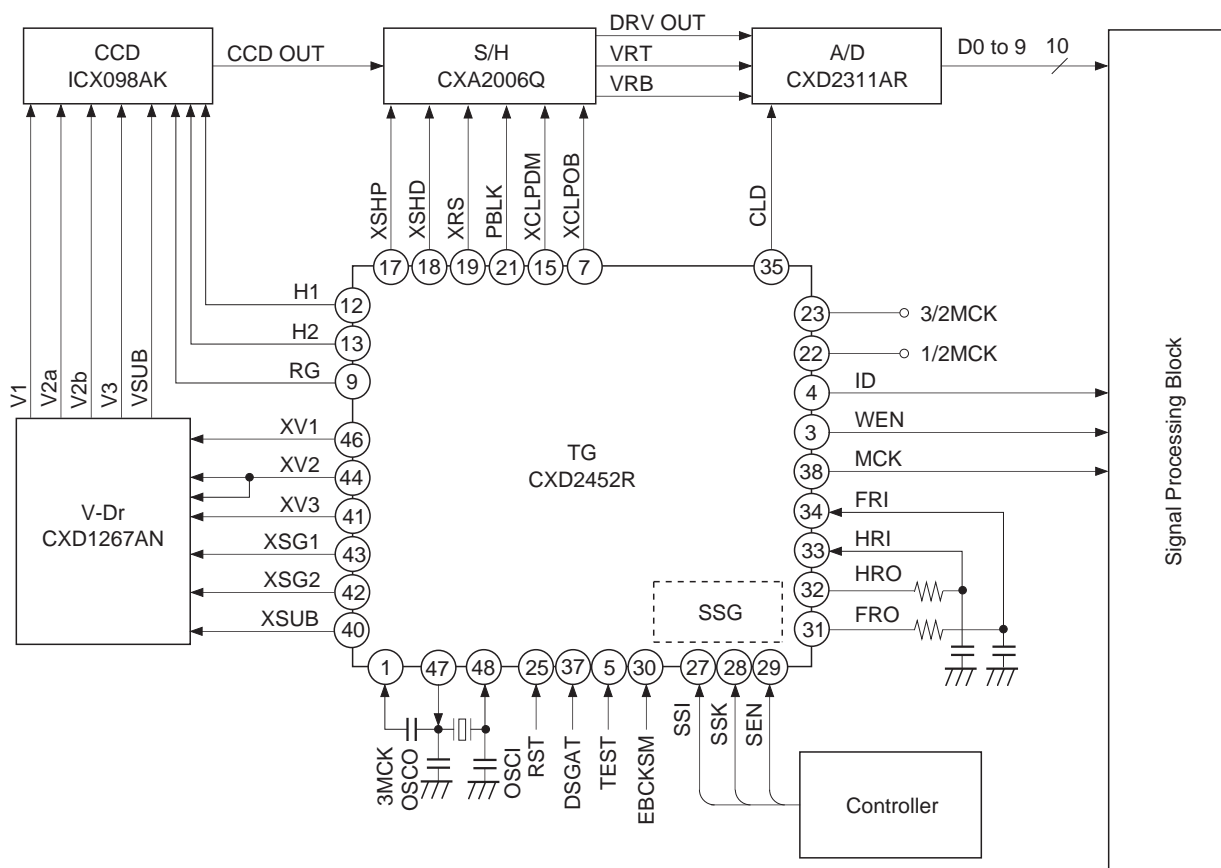 CCD
ICX098AK
CCD OUT
S/H
CXA2006Q
DRV OUT
VRT
VRB
A/D
CXD2311AR
D0 to 9 10
Signal Processing Block
XSHP
XSHD
XRS
PBLK
XCLPDM
XCLPOB
CLD
17
18
19
21
15
7
35
H1
12
H2
13
RG
9
V1
V2a
V2b
V3
VSUB
V-Dr
CXD1267AN
XV1
46
XV2
44
XV3
41
XSG1
43
XSG2
42
XSUB
40
TG
CXD2452R
SSG
23
3/2MCK
22
1/2MCK
4
ID
3
WEN
38
MCK
34
FRI
33
HRI
32
HRO
31
FRO
1
47
48
25
37
5
30
27
28
29
3MCK
OSCO
OSCI
RST
DSGAT
TEST
EBCKSM
SSI
SSK
SEN
Controller